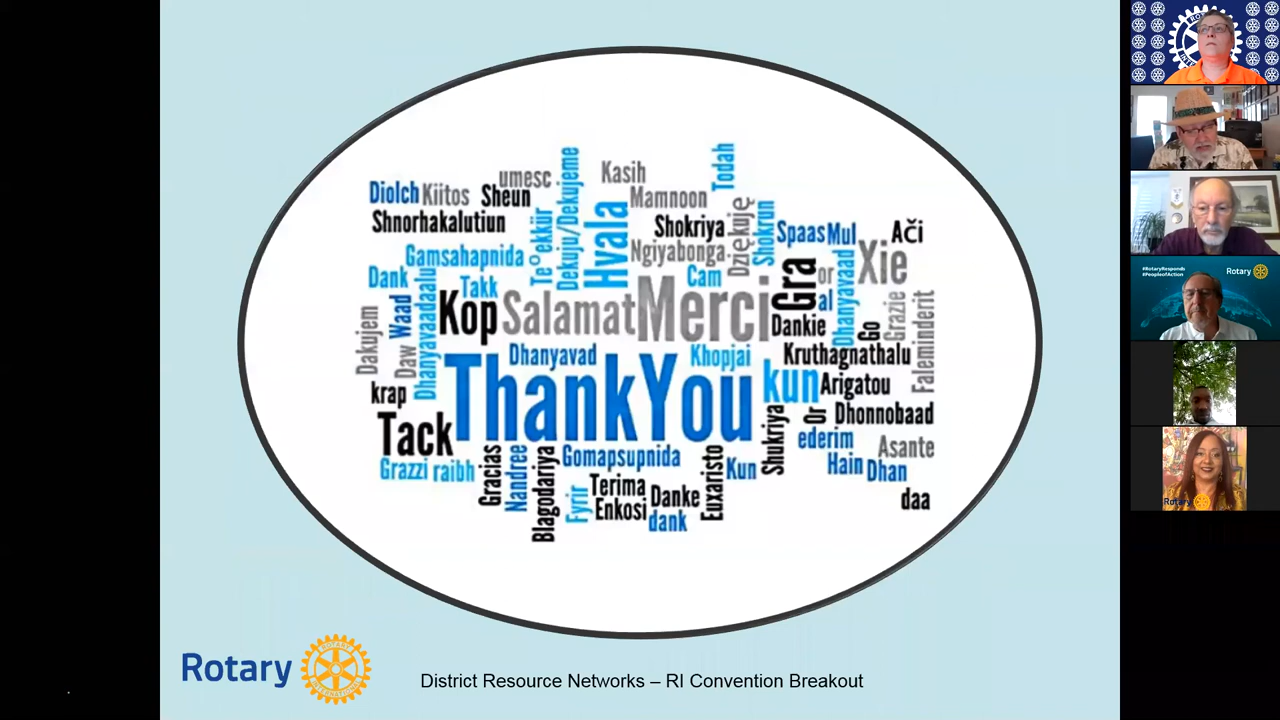 Diolch
Kiitos
umesc
Sheun
Shnorhakalutiun
Te°ekkür
Dekuju/Dekujeme
Kasih
Hvala
Mamnoon
Shokriya
Ngiyabonga
Todah
Dziękuję
Shokrun
Spaas
Mul
Ači
Gamsahapnida
Dank
Takk
Cam
Gra
or
al
Dhanyavaad
Xie
Dakujem
Waad
Daw
Dhanyavaadaalu
Kop
Salamat
Merci
Dankie
Go
Grazie
Faleminderit
Dhanyavad
Khopjai
Kruthagnathalu
krap
ThankYou
kun
Arigatou
Tack
Shukriya
Or
Dhonnobaad
ederim
Asante
Grazzi
raibh
Gracias
Nandree
Blagodariya
Gomapsupnida
Euxaristo
Kun
Hain
Dhan
Fyrir
Terima
Enkosi
Danke
dank
daa
Rotary
ROTARY
INTERNATIONAL
District Resource Networks – RI Convention Breakout
#RotaryResponds
#PeopleofAction
Rotary
Rotary